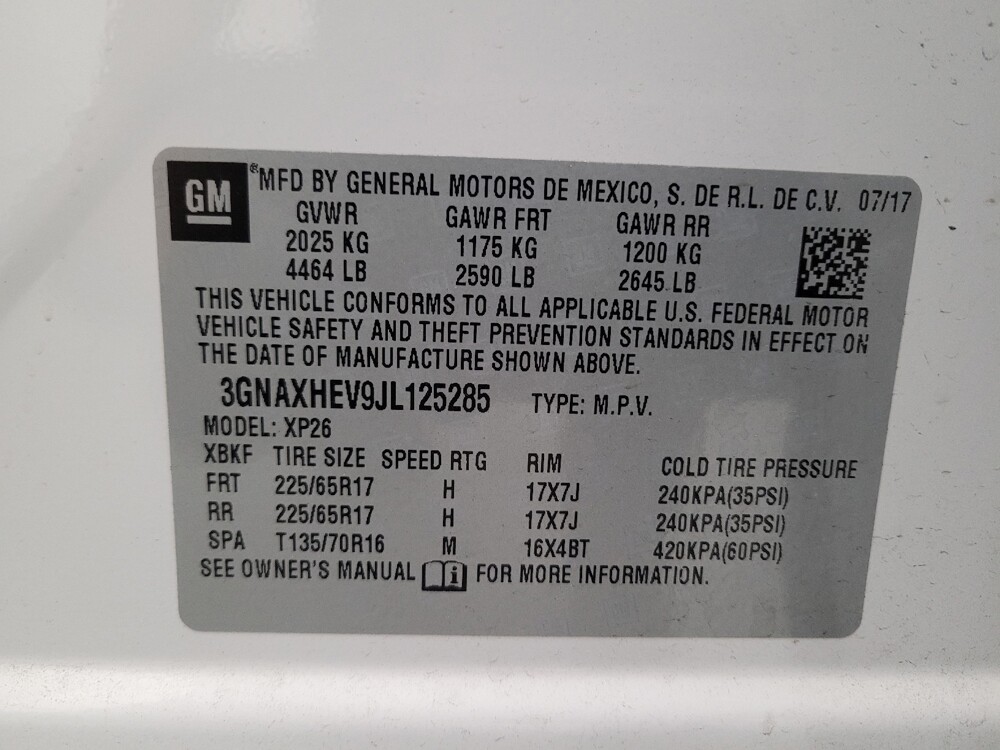 GM
®MFD BY GENERAL MOTORS DE MEXICO, S. DE R.L. DE C.V. 07/17
GVWR GAWR FRT GAWR RR
2025 KG 1175 KG 1200 KG
4464 LB 2590 LB 2645 LB
THIS VEHICLE CONFORMS TO ALL APPLICABLE U.S. FEDERAL MOTOR
VEHICLE SAFETY AND THEFT PREVENTION STANDARDS IN EFFECT ON
THE DATE OF MANUFACTURE SHOWN ABOVE.
3GNAXHEV9JL125285 TYPE: M.P.V.
MODEL: XP26
XBKF TIRE SIZE SPEED RTG RIM COLD TIRE PRESSURE
FRT 225/65R17 H 17X7J 240KPA(35PSI)
RR 225/65R17 H 17X7J 240KPA(35PSI)
SPA T135/70R16 M 16X4BT 420KPA(60PSI)
SEE OWNER'S MANUAL i FOR MORE INFORMATION.